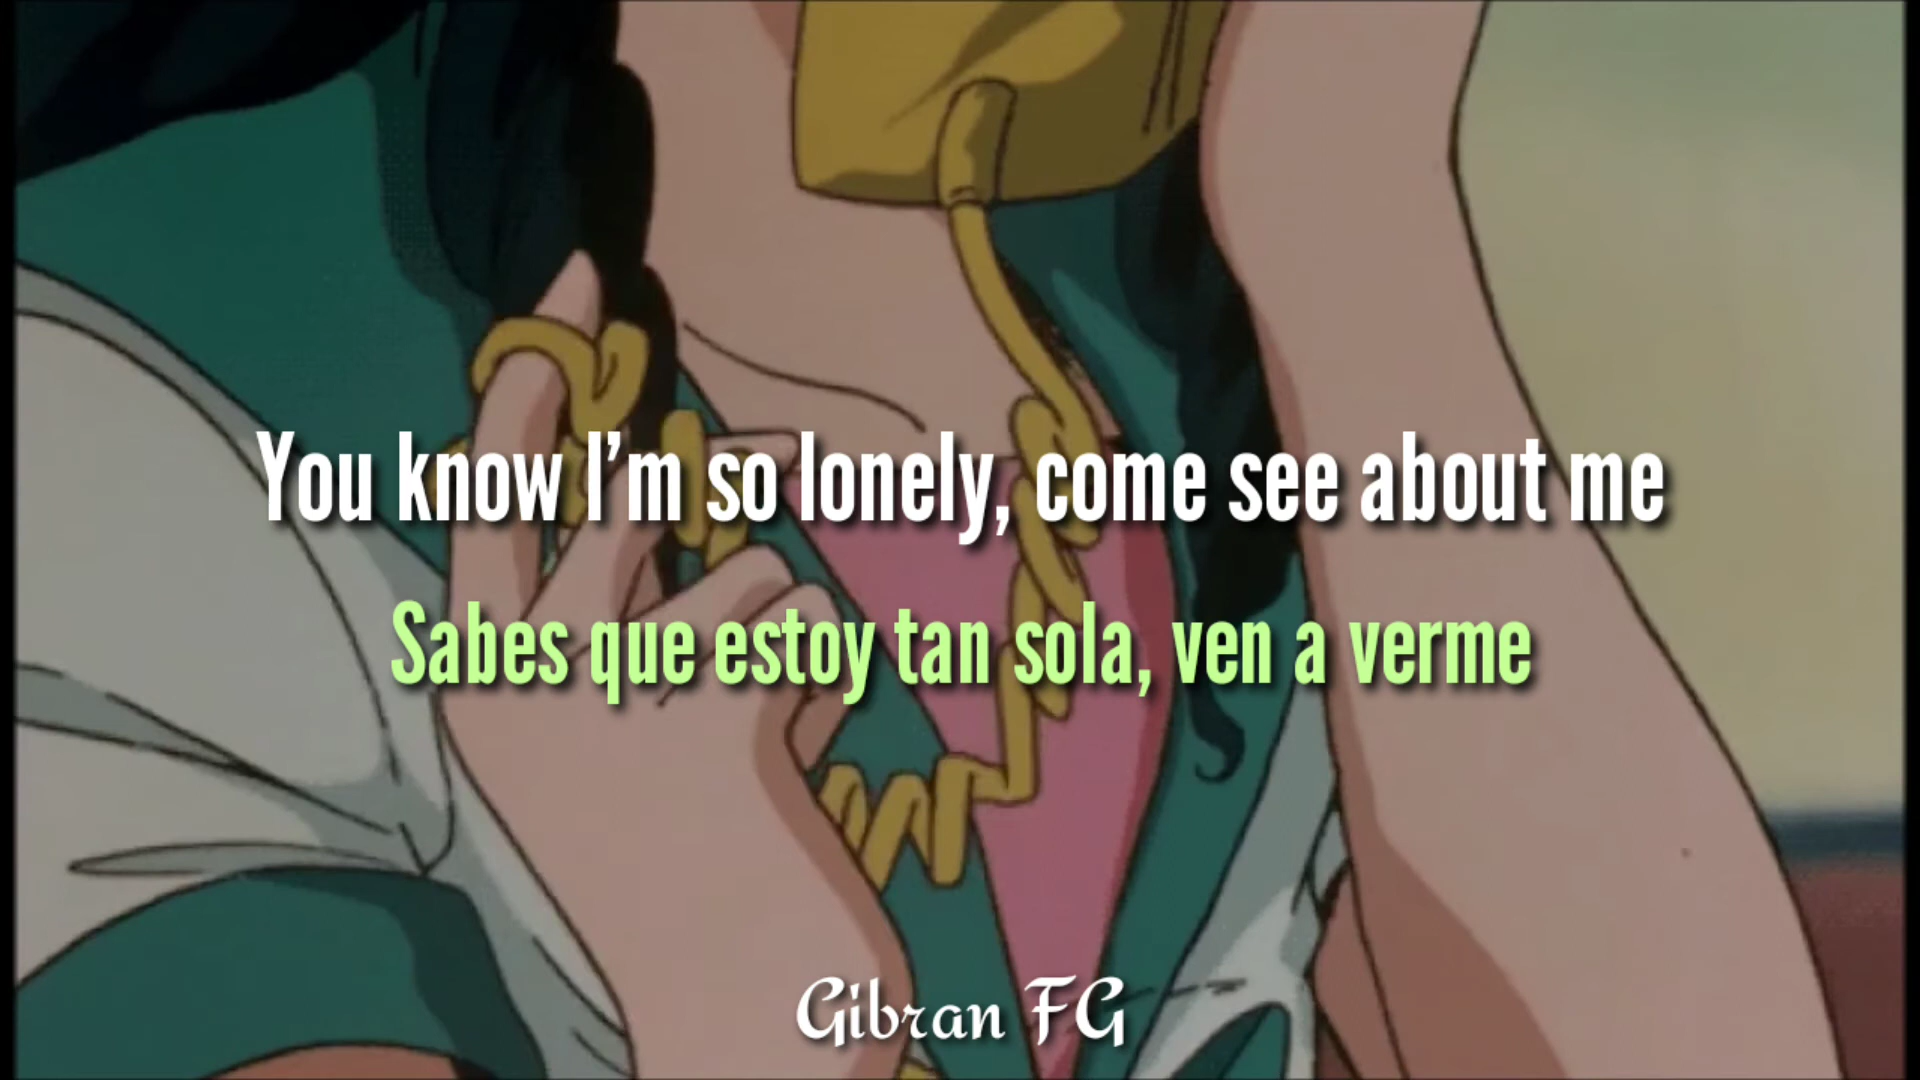 You know I’m so lonely, come see about me
Sabes que estoy tan sola, ven a verme
Gibran FG